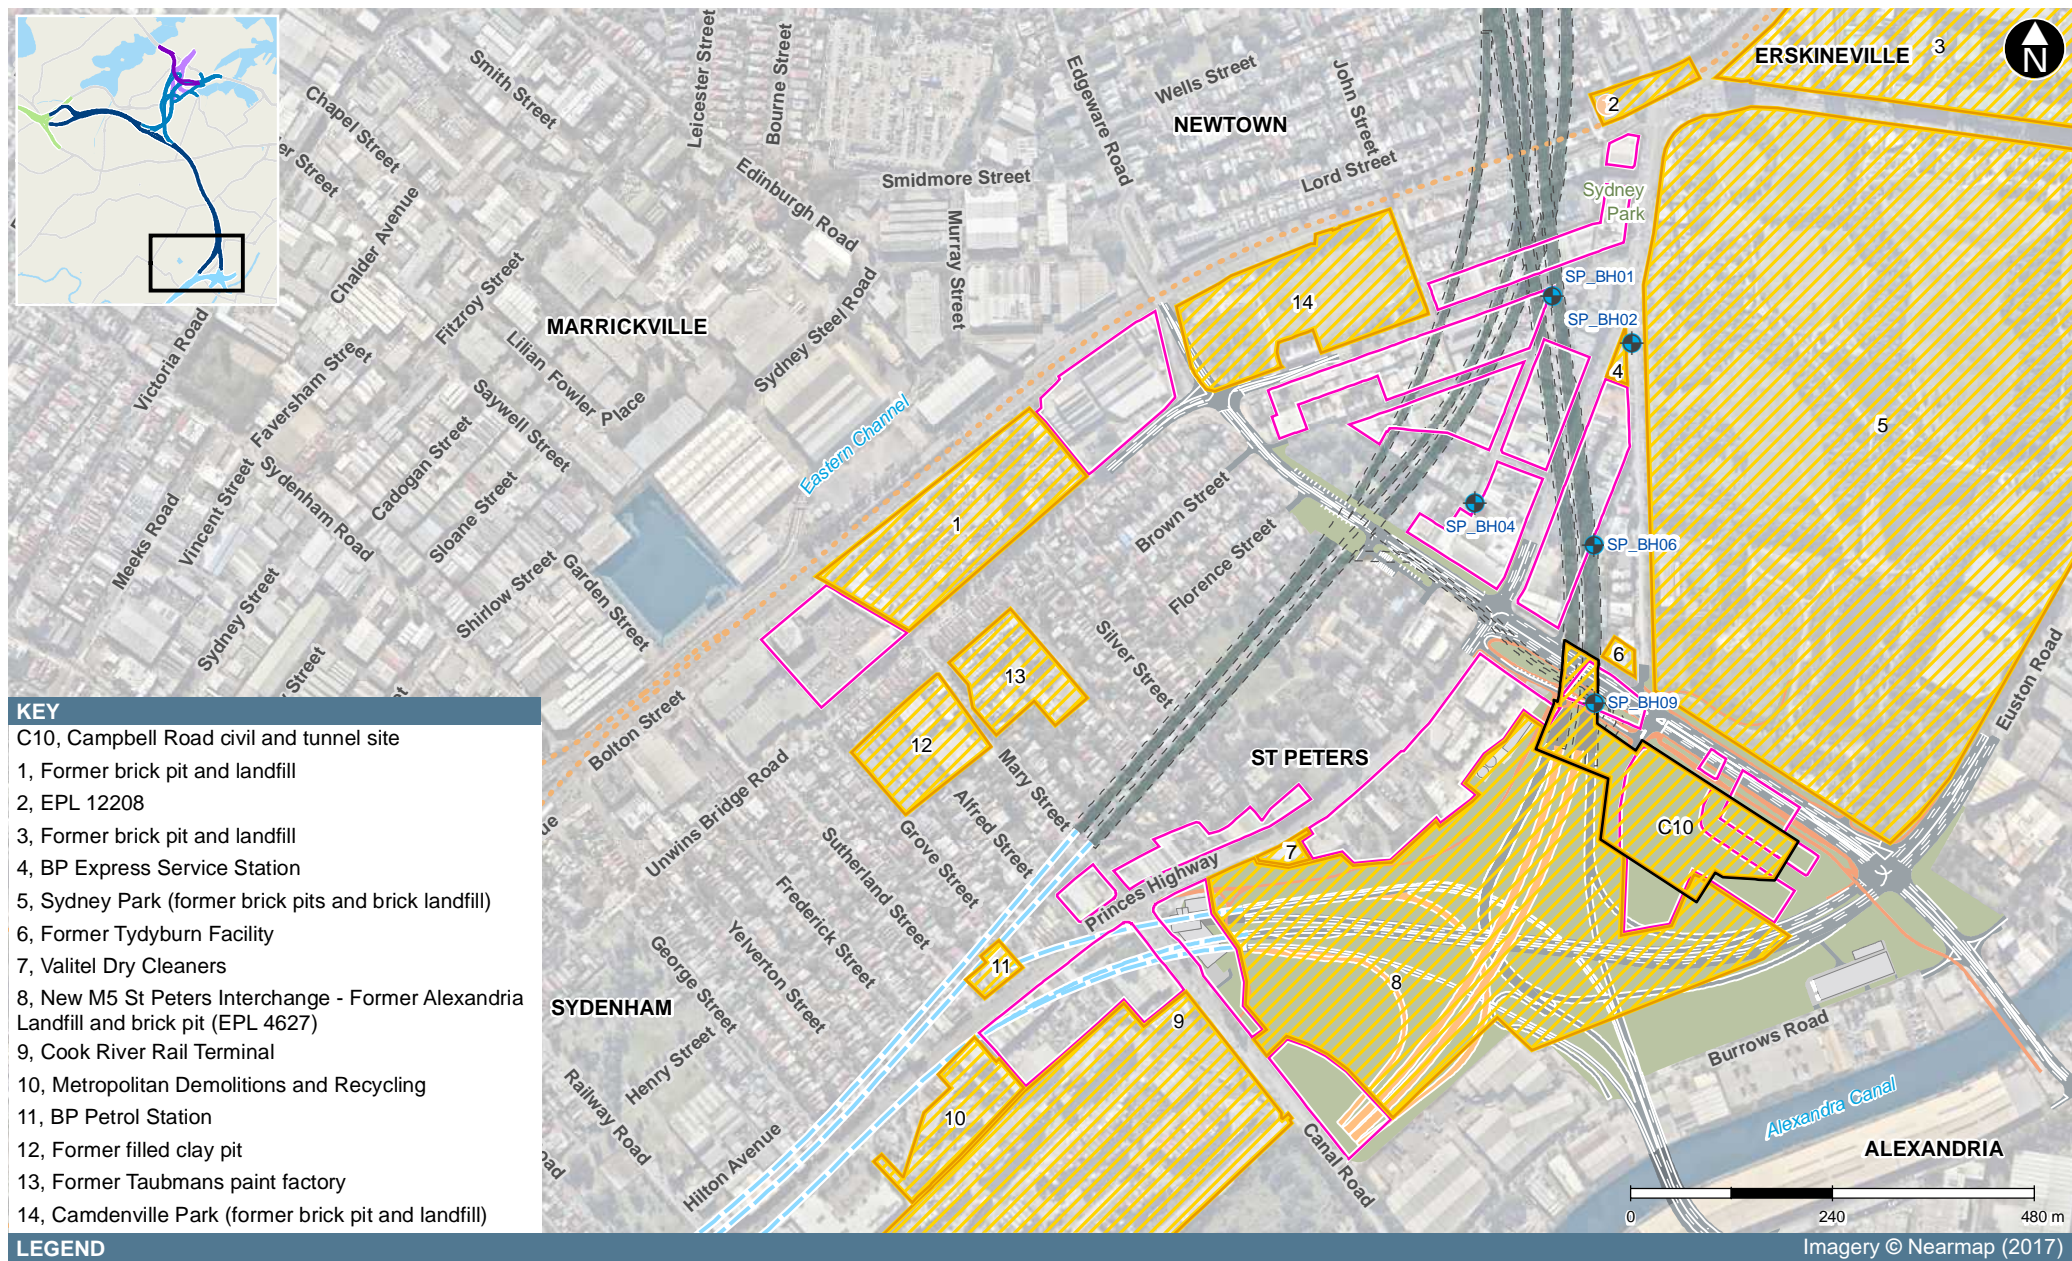 ERSKINEVILLE
3
N
2
NEWTOWN
Wells Street
John Street
Edgeware Road
Lord Street
Leicester Street
Bourne Street
Smith Street
Chapel Street
er Street
Chalder Avenue
Edinburgh Road
Smidmore Street
Murray Street
Sydney
Park
SP_BH01
SP_BH02
14
4
5
MARRICKVILLE
Victoria Road
Fitzroy Street
Lilian Fowler Place
Sydney Steel Road
Faversham Street
Saywell Street
Eastern Channel
Cadogan Street
Sydenham Road
Vincent Street
Meeks Road
Sloane Street
Sydney Street
Shirlow Street
Garden Street
Street
et
1
Brown Street
Florence Street
SP_BH04
SP_BH06
6
SP_BH09
Silver Street
13
12
Bolton Street
Mary Street
ST PETERS
Euston Road
Unwins Bridge Road
Alfred Street
Grove Street
Sutherland Street
Frederick Street
Yelverton Street
George Street
Princes Highway
7
C10
8
11
9
10
SYDENHAM
Henry Street
Railway Road
Hilton Avenue
ue
oad
Canal Road
Burrows Road
Alexandra Canal
ALEXANDRIA
0 240 480 m
KEY
C10, Campbell Road civil and tunnel site
1, Former brick pit and landfill
2, EPL 12208
3, Former brick pit and landfill
4, BP Express Service Station
5, Sydney Park (former brick pits and brick landfill)
6, Former Tydyburn Facility
7, Valitel Dry Cleaners
8, New M5 St Peters Interchange - Former Alexandria
Landfill and brick pit (EPL 4627)
9, Cook River Rail Terminal
10, Metropolitan Demolitions and Recycling
11, BP Petrol Station
12, Former filled clay pit
13, Former Taubmans paint factory
14, Camdenville Park (former brick pit and landfill)
LEGEND
Imagery © Nearmap (2017)